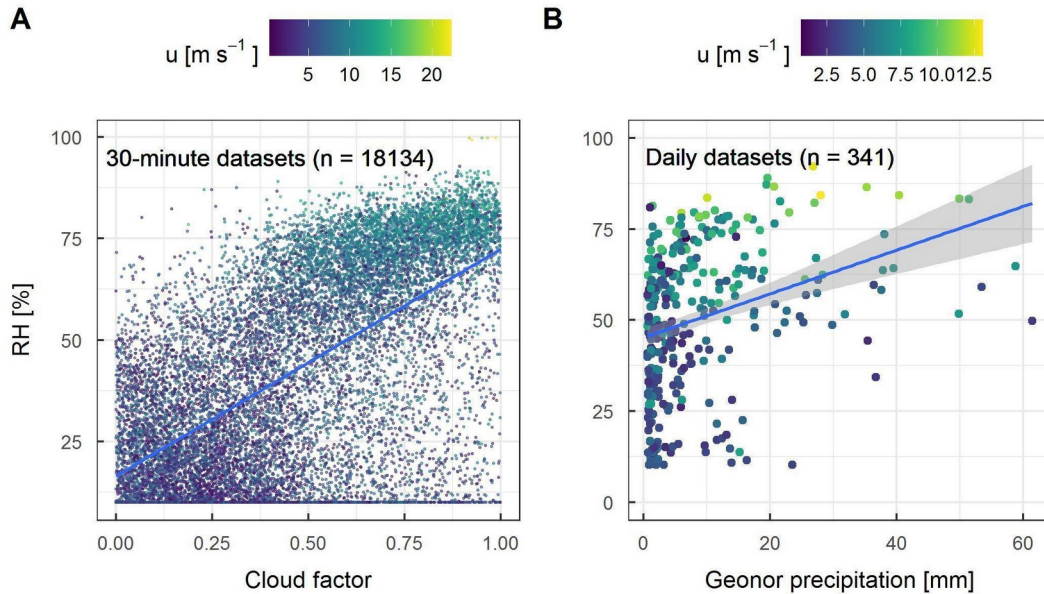 A
u [m s⁻¹]
5 10 15 20
30-minute datasets (n = 18134)
RH [%]
100
75
50
25
0.00 0.25 0.50 0.75 1.00
Cloud factor
B
u [m s⁻¹]
2.5 5.0 7.5 10.0 12.5
Daily datasets (n = 341)
100
75
50
25
0
0 20 40 60
Geonor precipitation [mm]